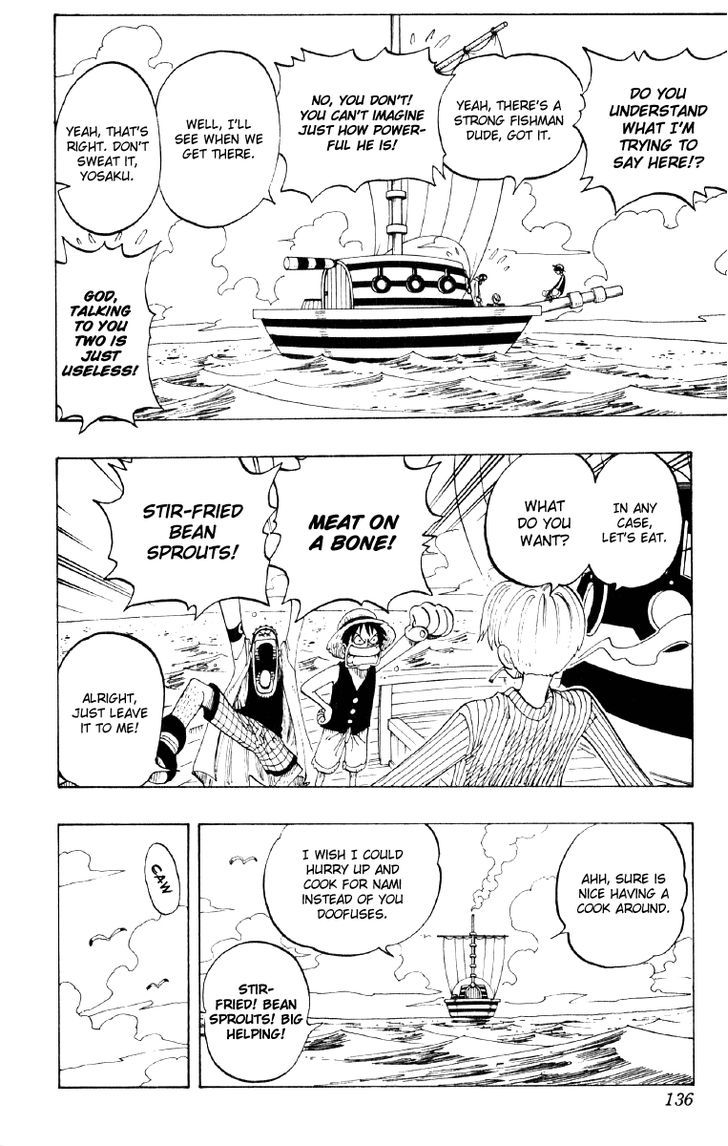 DO YOU
UNDERSTAND
WHAT I'M
TRYING TO
SAY HERE!?
YEAH, THERE'S A
STRONG FISHMAN
DUDE, GOT IT.
NO, YOU DON'T!
YOU CAN'T IMAGINE
JUST HOW POWER-
FUL HE IS!
WELL, I'LL
SEE WHEN WE
GET THERE.
YEAH, THAT'S
RIGHT. DON'T
SWEAT IT,
YOSAKU.
GOD,
TALKING
TO YOU
TWO IS
JUST
USELESS!
IN ANY
CASE,
LET'S EAT.
WHAT
DO YOU
WANT?
MEAT ON
A BONE!
STIR-FRIED
BEAN
SPROUTS!
ALRIGHT,
JUST LEAVE
IT TO ME!
AHH, SURE IS
NICE HAVING A
COOK AROUND.
I WISH I COULD
HURRY UP AND
COOK FOR NAMI
INSTEAD OF YOU
DOOFUSES.
STIR-
FRIED! BEAN
SPROUTS! BIG
HELPING!
CAW
136